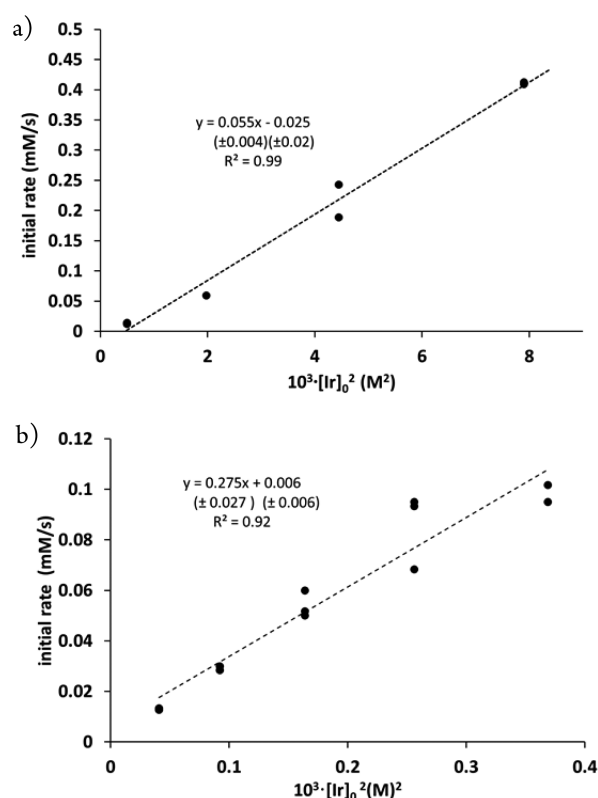 a)
0.5
0.45
0.4
0.35
0.3
0.25
0.2
0.15
0.1
0.05
0
initial rate (mM/s)
y = 0.055x - 0.025
(±0.004)(±0.02)
R² = 0.99
0 2 4 6 8
10³·[Ir]₀² (M²)
b)
0.12
0.1
0.08
0.06
0.04
0.02
0
initial rate (mM/s)
y = 0.275x + 0.006
(± 0.027 ) (± 0.006)
R² = 0.92
0 0.1 0.2 0.3 0.4
10³·[Ir]₀²(M)²